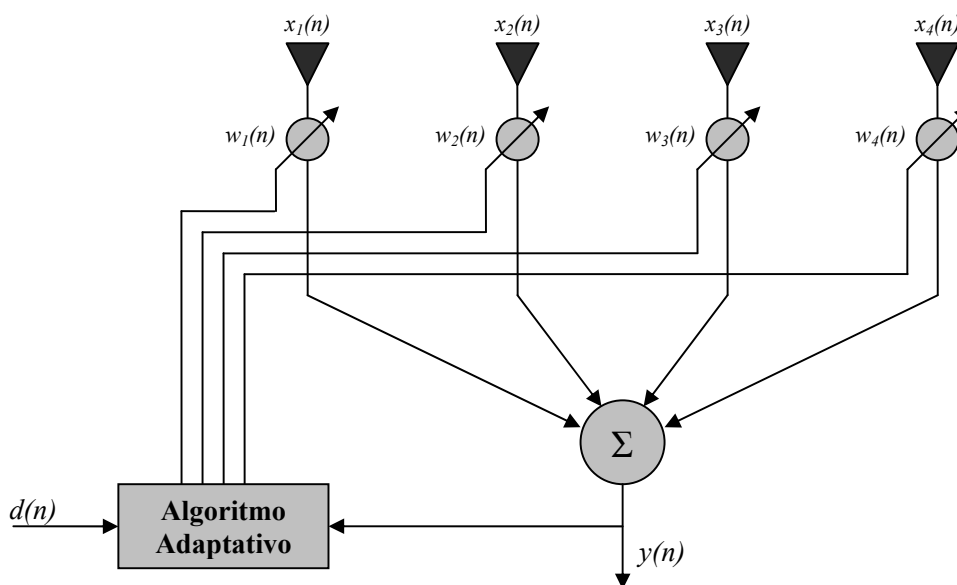 x₁(n) x₂(n) x₃(n) x₄(n)
w₁(n) w₂(n) w₃(n) w₄(n)
Σ
d(n)
Algoritmo
Adaptativo
y(n)